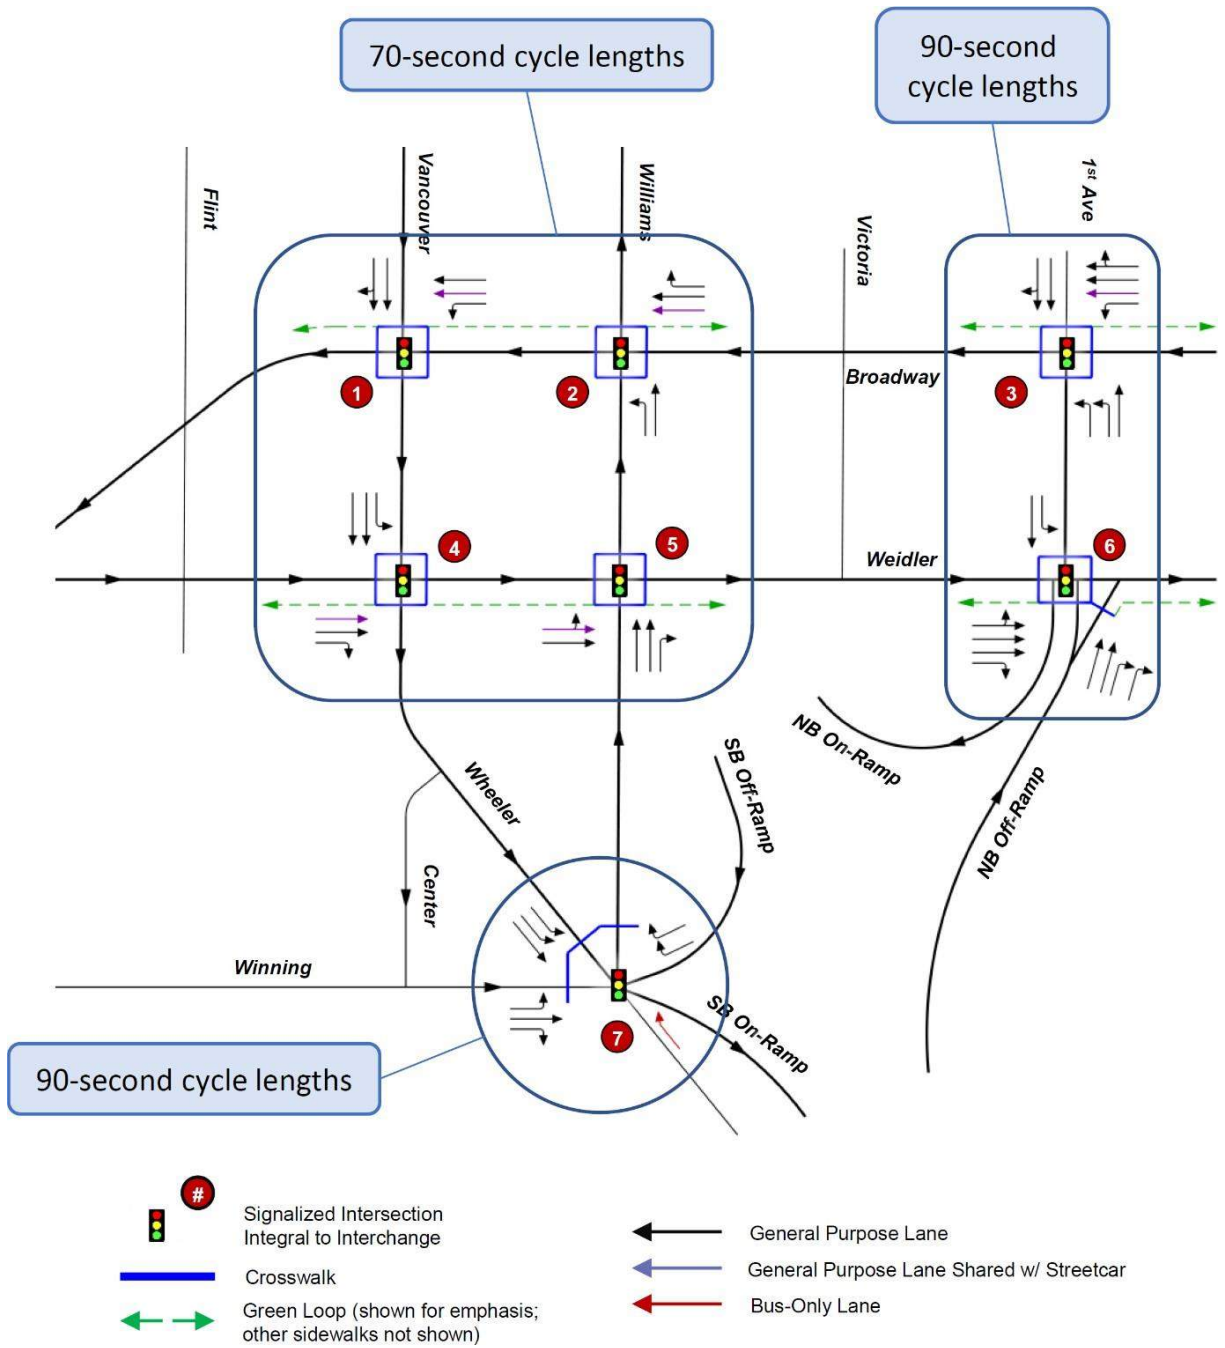 70-second cycle lengths
90-second
cycle lengths
Flint
Vancouver
Williams
Victoria
1st Ave
1
2
Broadway
3
4
5
Weidler
6
Wheeler
SB Off-Ramp
NB On-Ramp
NB Off-Ramp
Center
Winning
SB On-Ramp
7
90-second cycle lengths
#
Signalized Intersection
Integral to Interchange
Crosswalk
Green Loop (shown for emphasis;
other sidewalks not shown)
General Purpose Lane
General Purpose Lane Shared w/ Streetcar
Bus-Only Lane